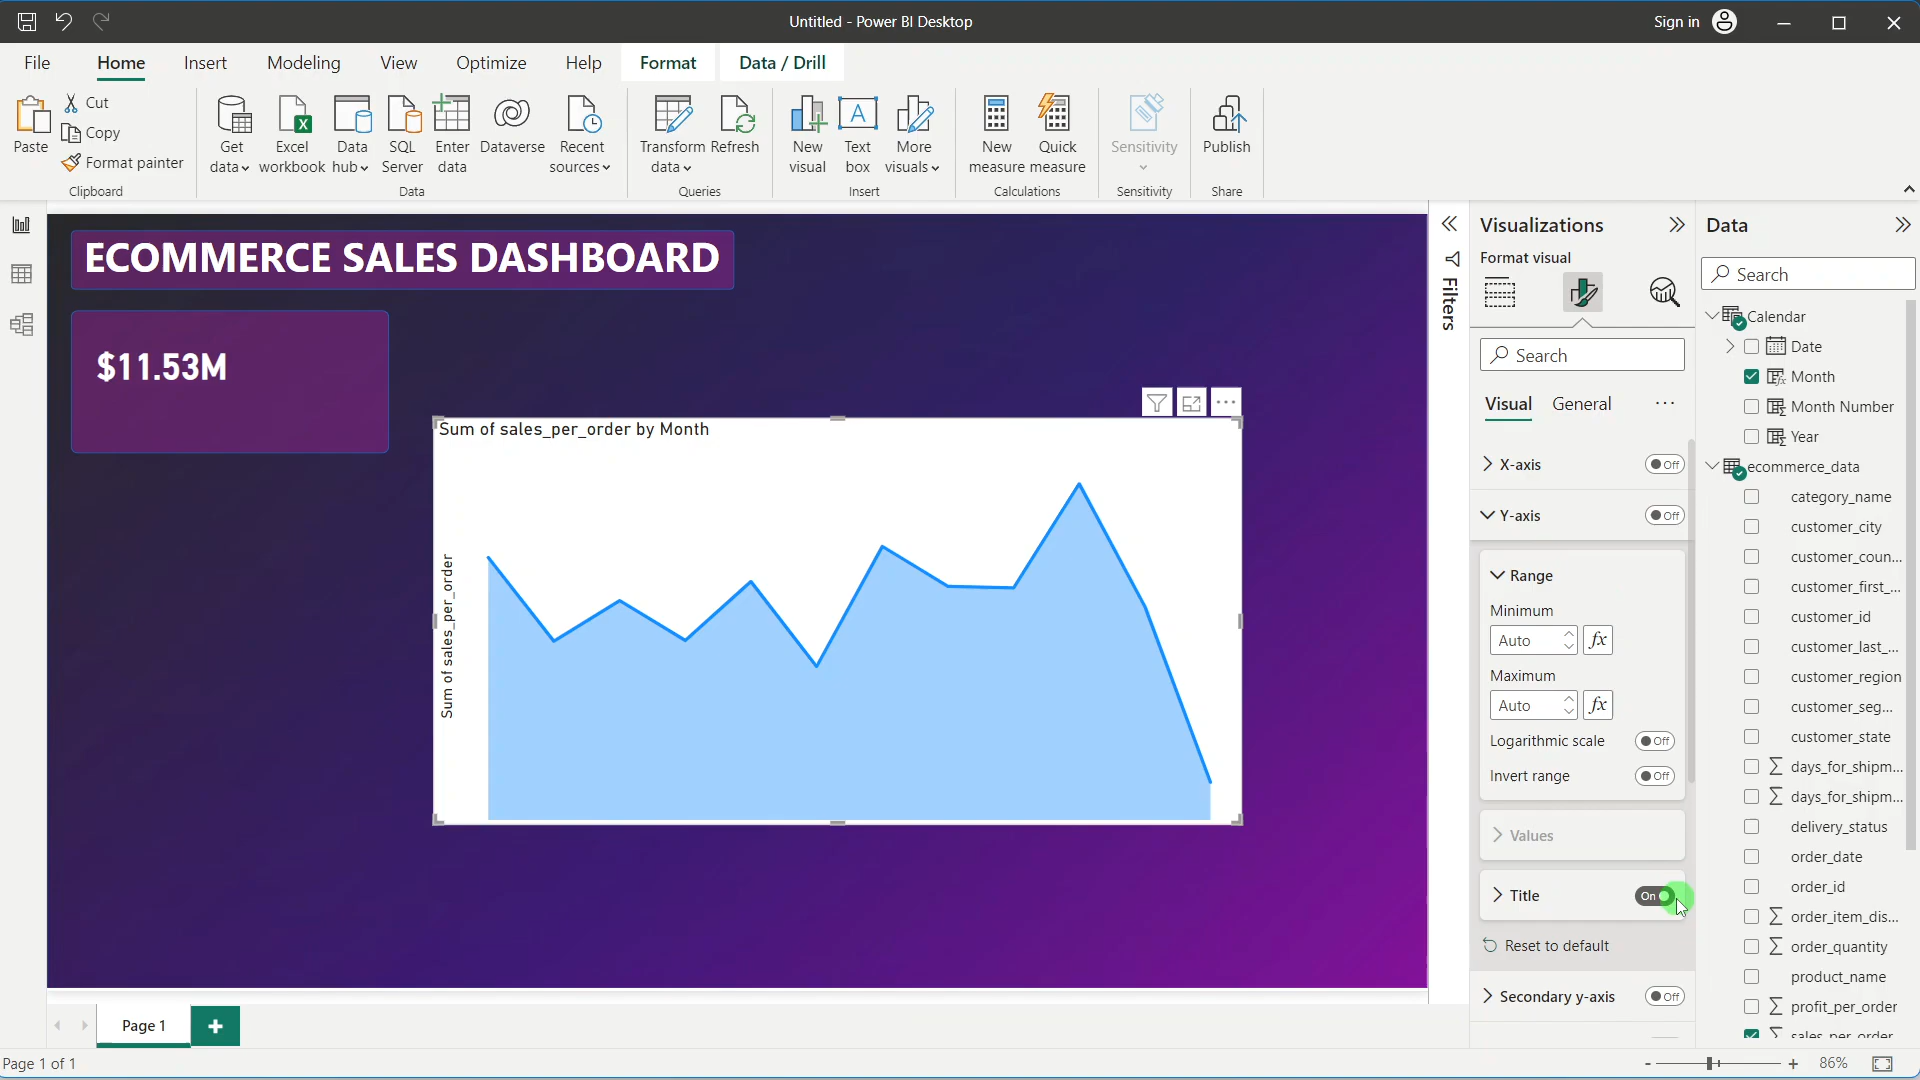 Untitled - Power BI Desktop
Sign in
File Home Insert Modeling View Optimize Help Format Data / Drill
Paste
Cut
Copy
Format painter
Clipboard
Get data
Excel workbook
Data hub
SQL Server
Enter data
Dataverse
Recent sources
Data
Transform data
Refresh
Queries
New visual
Text box
More visuals
Insert
New measure
Quick measure
Calculations
Sensitivity
Sensitivity
Publish
Share
ECOMMERCE SALES DASHBOARD
$11.53M
Sum of sales_per_order by Month
Sum of sales_per_order
Filters
Visualizations
Format visual
Search
Visual General
X-axis Off
Y-axis Off
Range
Minimum
Auto fx
Maximum
Auto fx
Logarithmic scale Off
Invert range Off
Values
Title On
Reset to default
Secondary y-axis Off
Data
Search
Calendar
Date
Month
Month Number
Year
ecommerce_data
category_name
customer_city
customer_coun...
customer_first_...
customer_id
customer_last_...
customer_region
customer_seg...
customer_state
days_for_shipm...
days_for_shipm...
delivery_status
order_date
order_id
order_item_dis...
order_quantity
product_name
profit_per_order
sales_per_order
Page 1
Page 1 of 1
86%